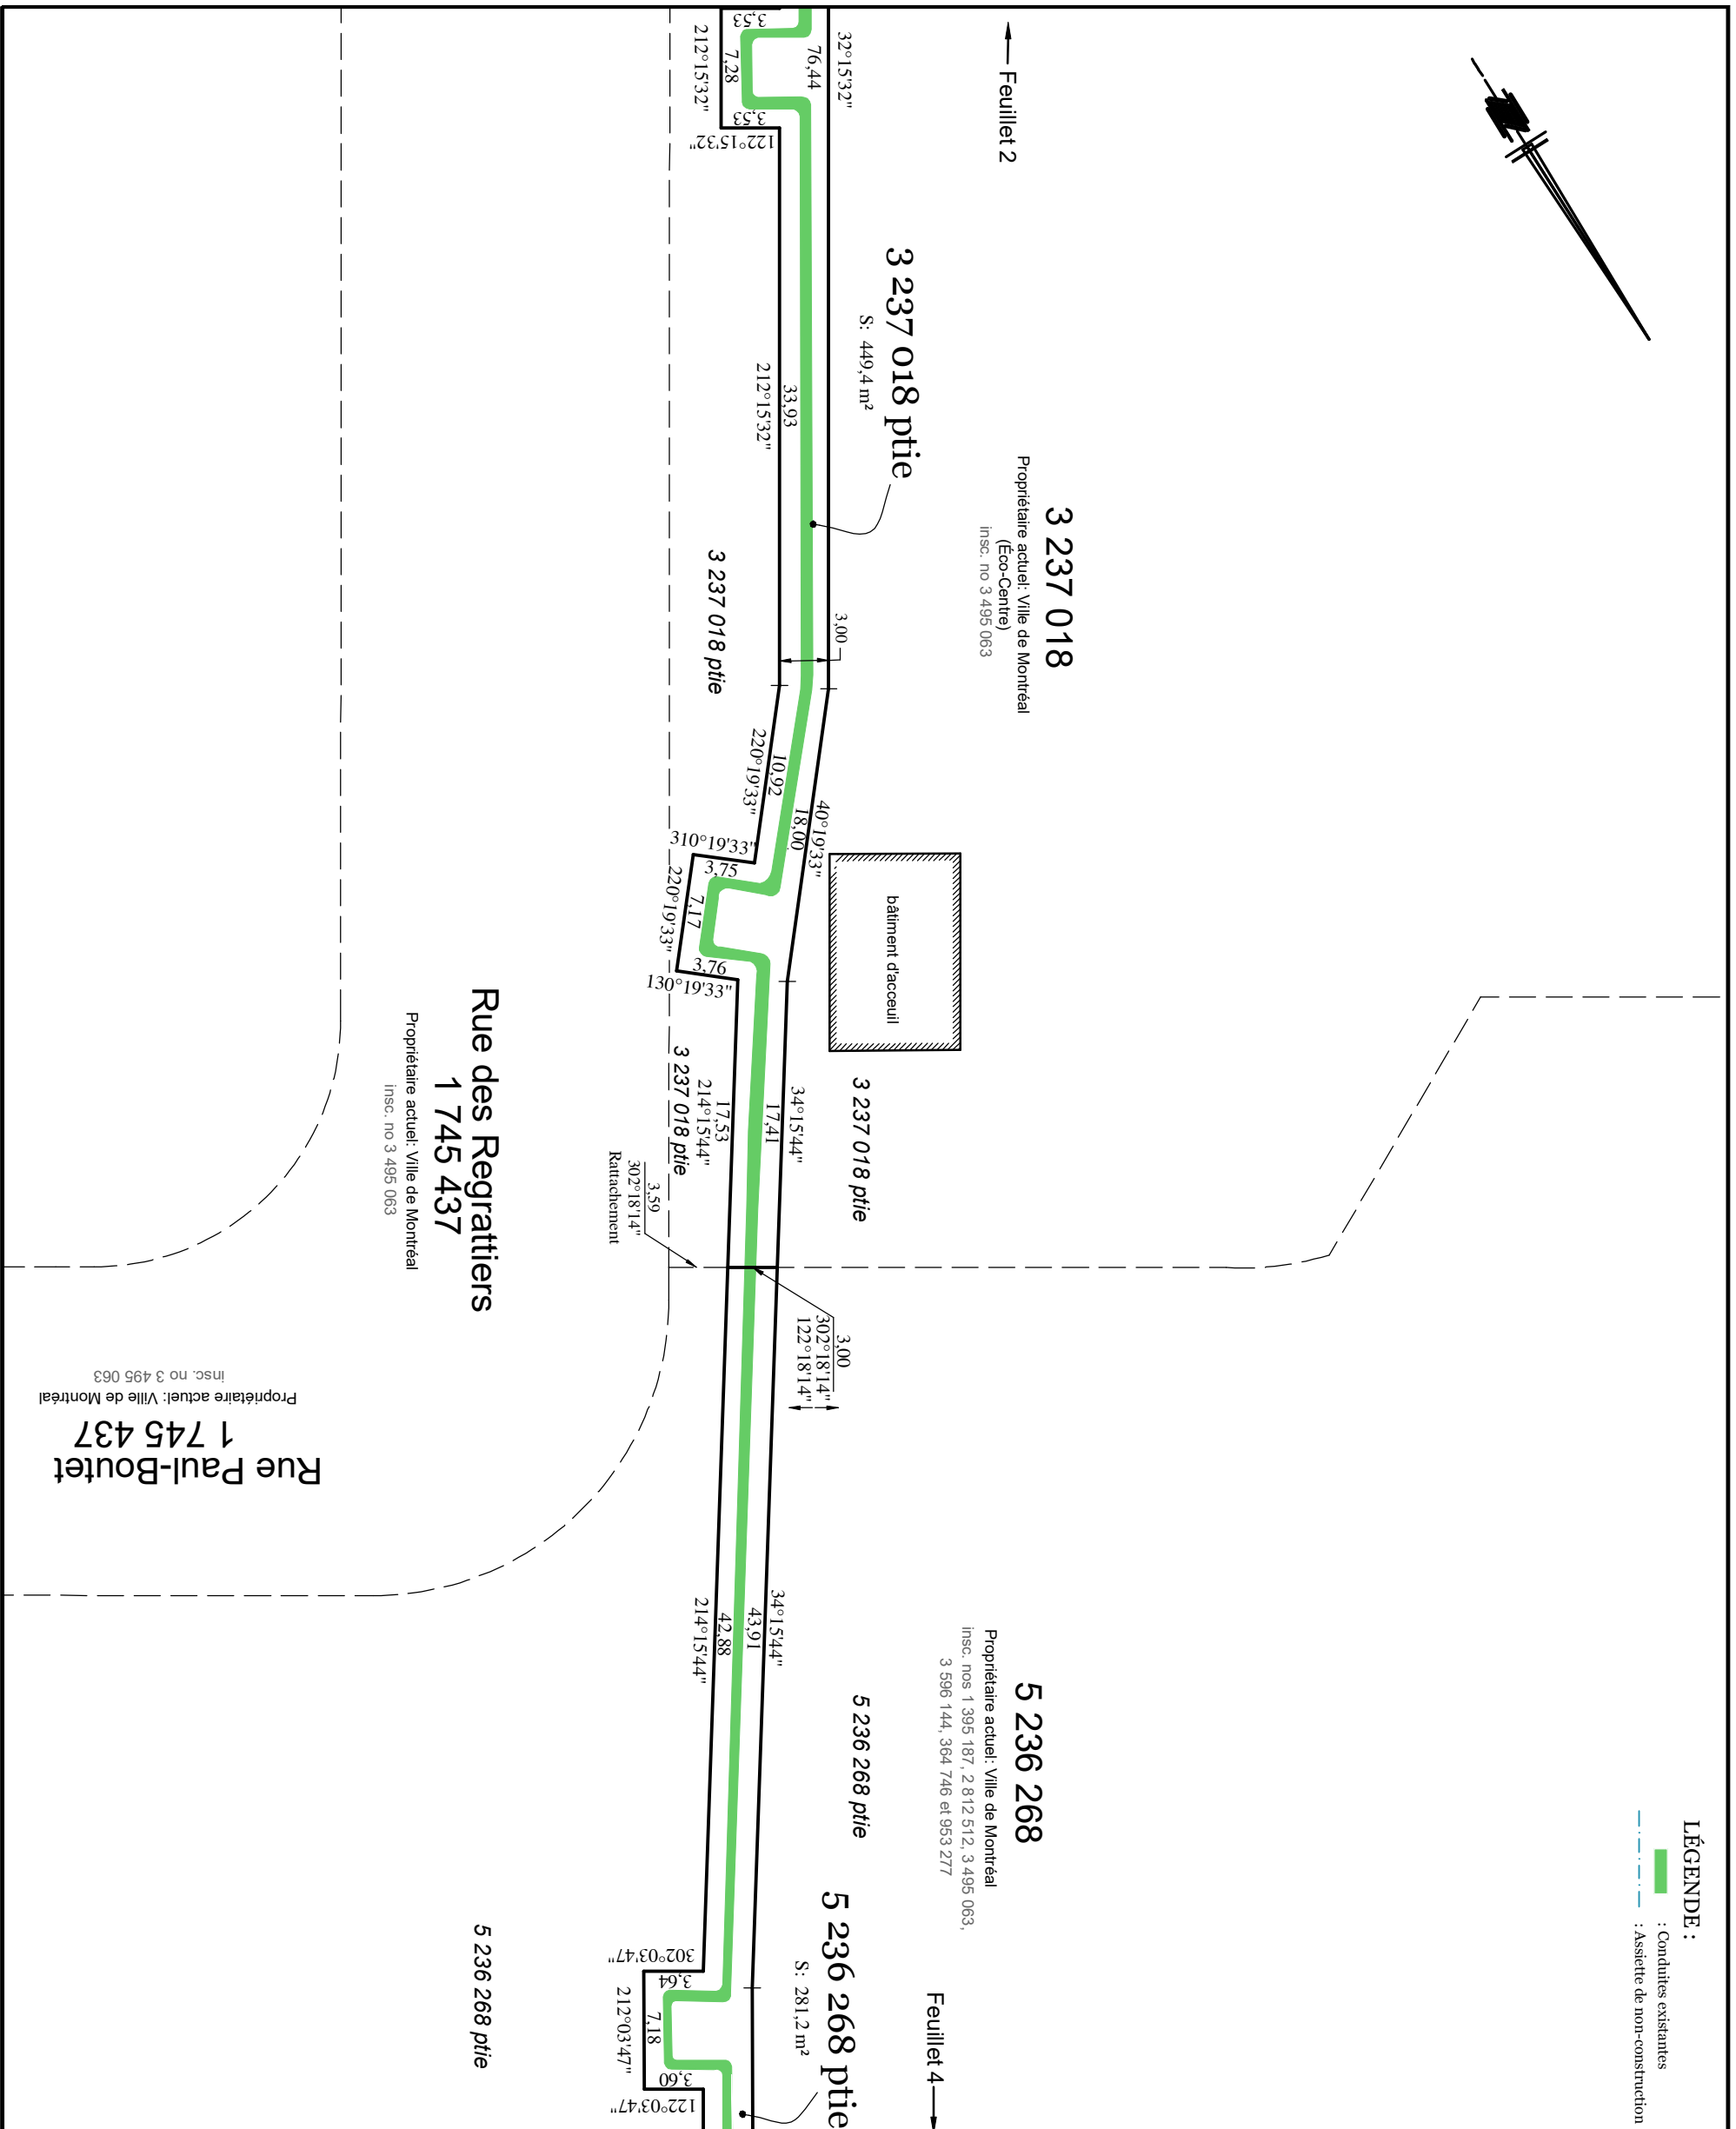 LÉGENDE :
: Conduites existantes
: Assiette de non-construction
Feuillet 2
Feuillet 4
3 237 018
Propriétaire actuel: Ville de Montréal
(Éco-Centre)
insc. no 3 495 063
5 236 268
Propriétaire actuel: Ville de Montréal
insc. nos 1 395 187, 2 812 512, 3 495 063,
3 596 144, 364 746 et 953 277
3 237 018 ptie
S: 449,4 m²
bâtiment d'acceuil
3 237 018 ptie
5 236 268 ptie
5 236 268 ptie
S: 281,2 m²
32°15'32"
76,44
3,53
7,28
212°15'32"
3,53
122°15'32"
33,93
212°15'32"
3,00
3 237 018 ptie
40°19'33"
18,00
10,92
220°19'33"
310°19'33"
3,75
7,17
220°19'33"
3,76
130°19'33"
34°15'44"
17,41
17,53
214°15'44"
3 237 018 ptie
3,59
302°18'14"
Rattachement
3,00
302°18'14"
122°18'14"
34°15'44"
43,91
42,88
214°15'44"
302°03'47"
3,64
7,18
212°03'47"
3,60
122°03'47"
5 236 268 ptie
Rue des Regrattiers
1 745 437
Propriétaire actuel: Ville de Montréal
insc. no 3 495 063
Rue Paul-Boutet
1 745 437
Propriétaire actuel: Ville de Montréal
insc. no 3 495 063